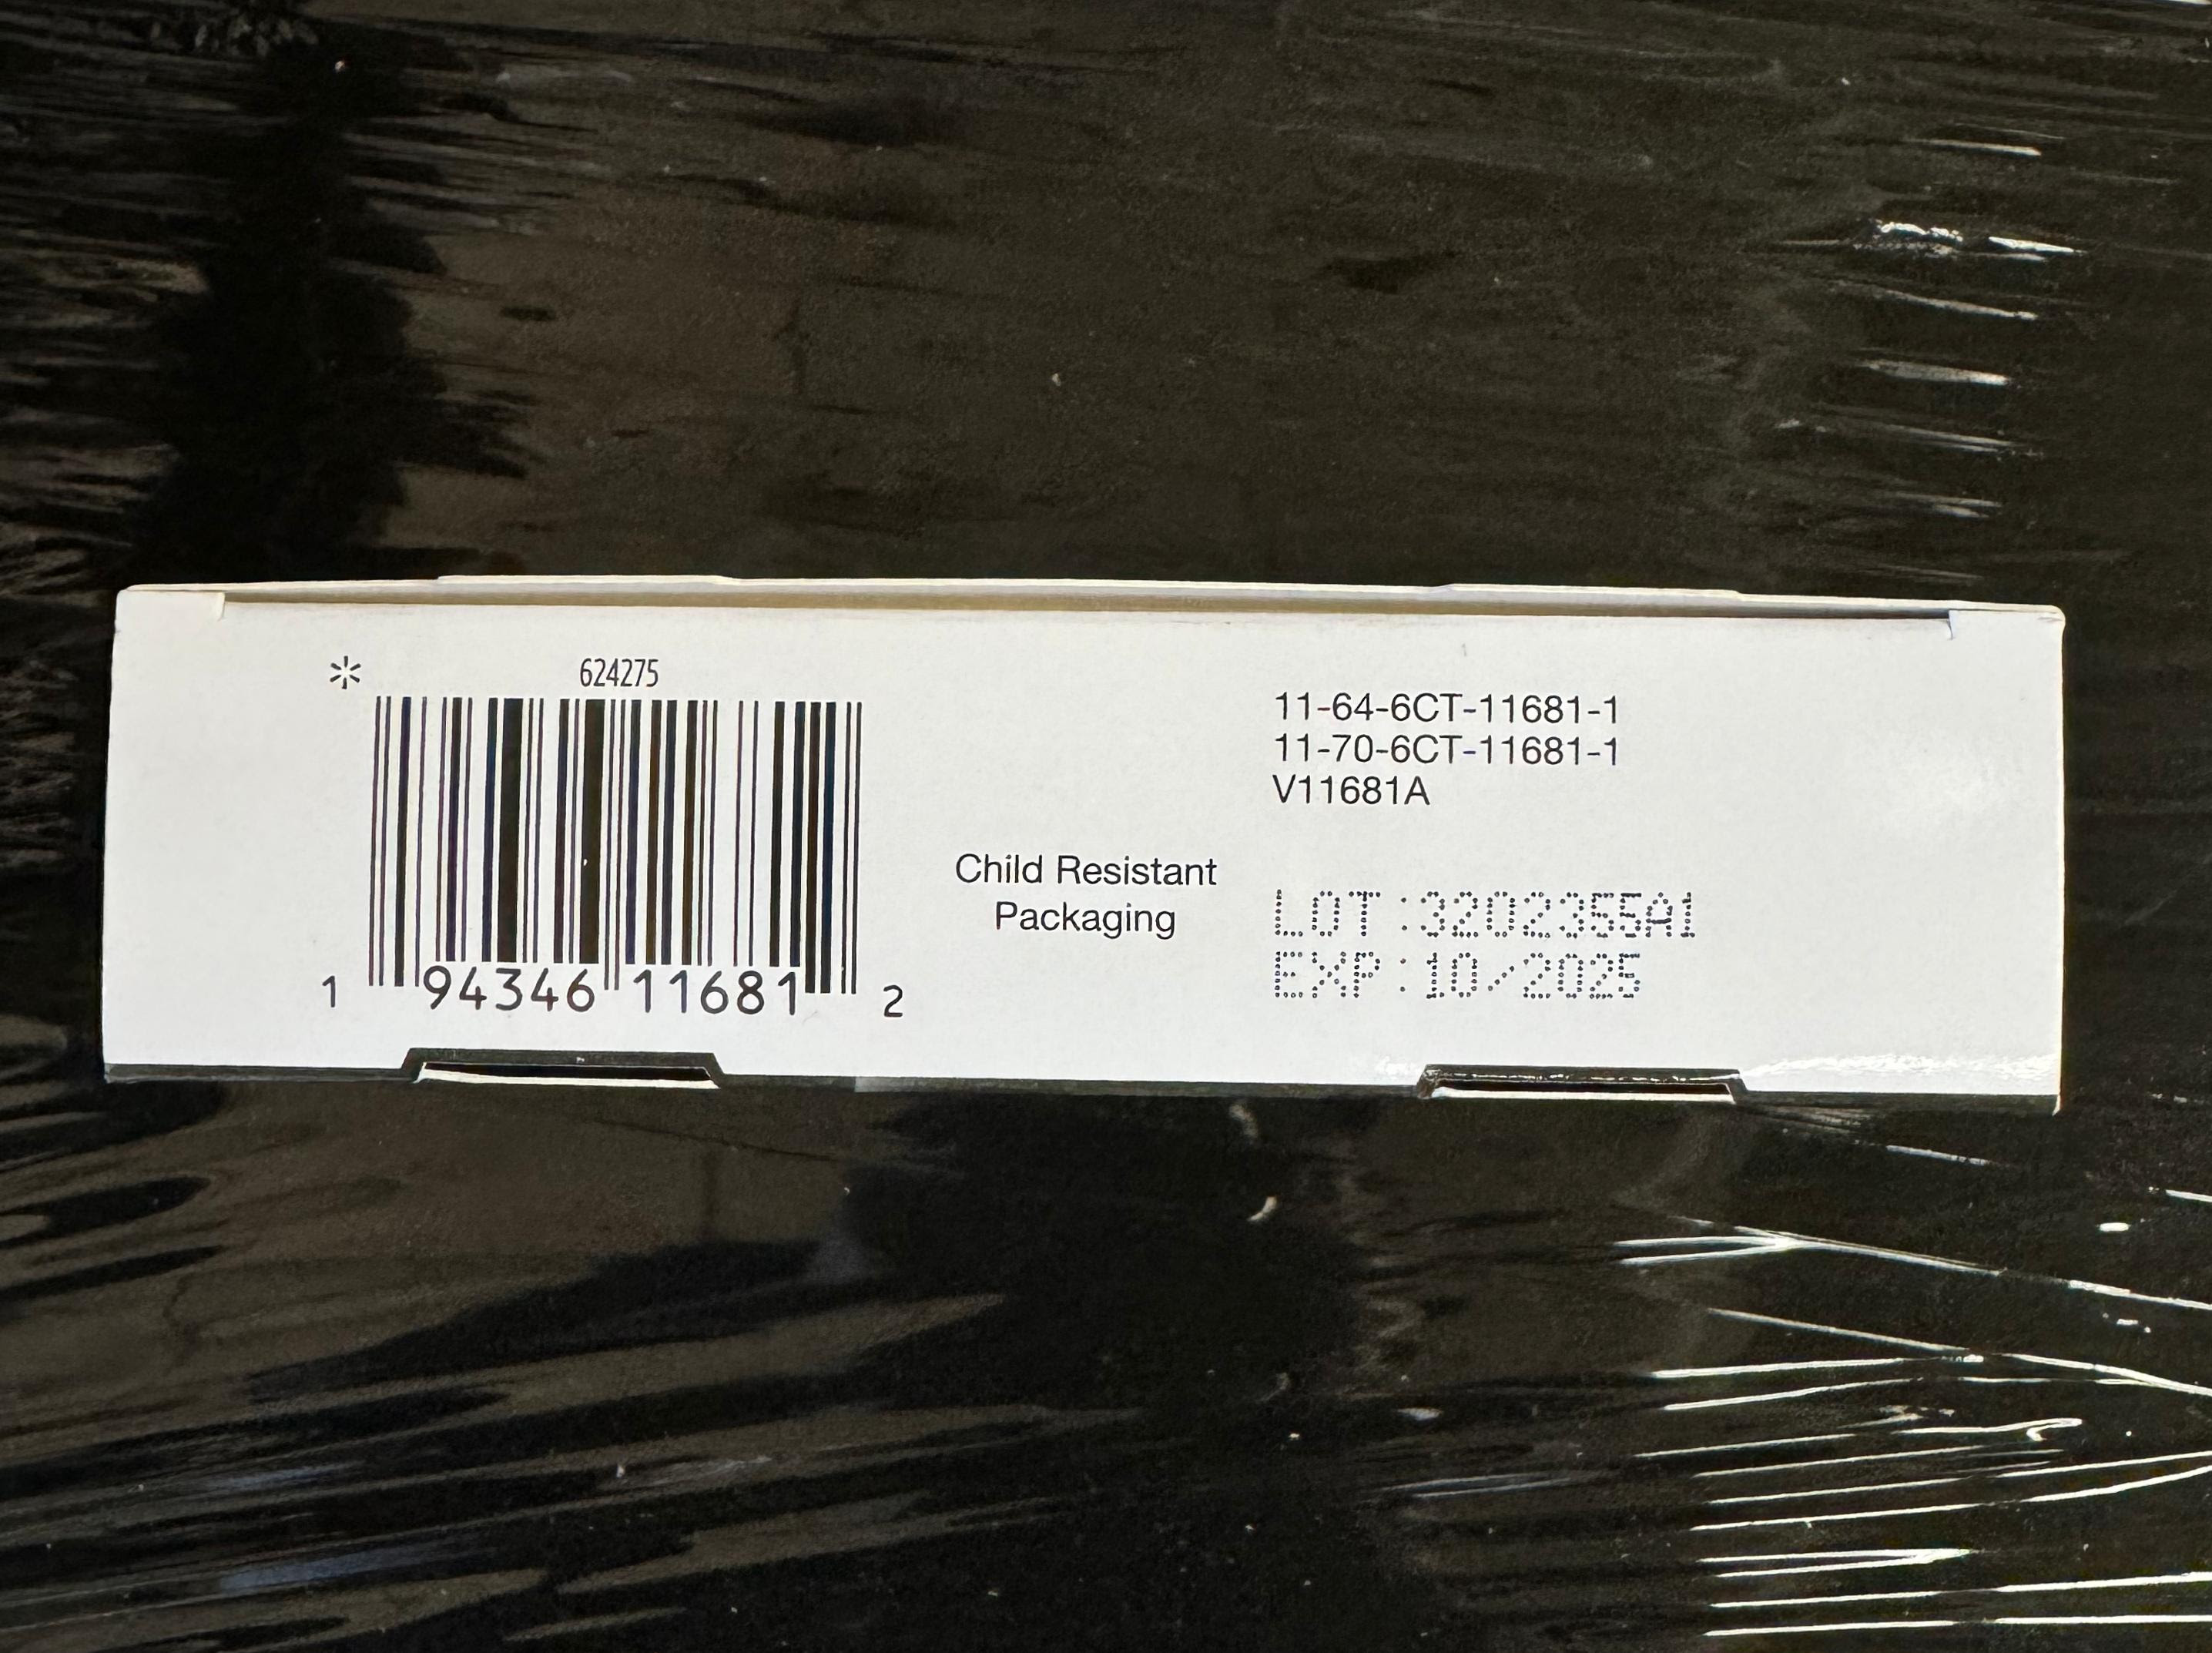 624275
1 94346 11681 2
Child Resistant
Packaging
11-64-6CT-11681-1
11-70-6CT-11681-1
V11681A
LOT:3202355A1
EXP:10/2025